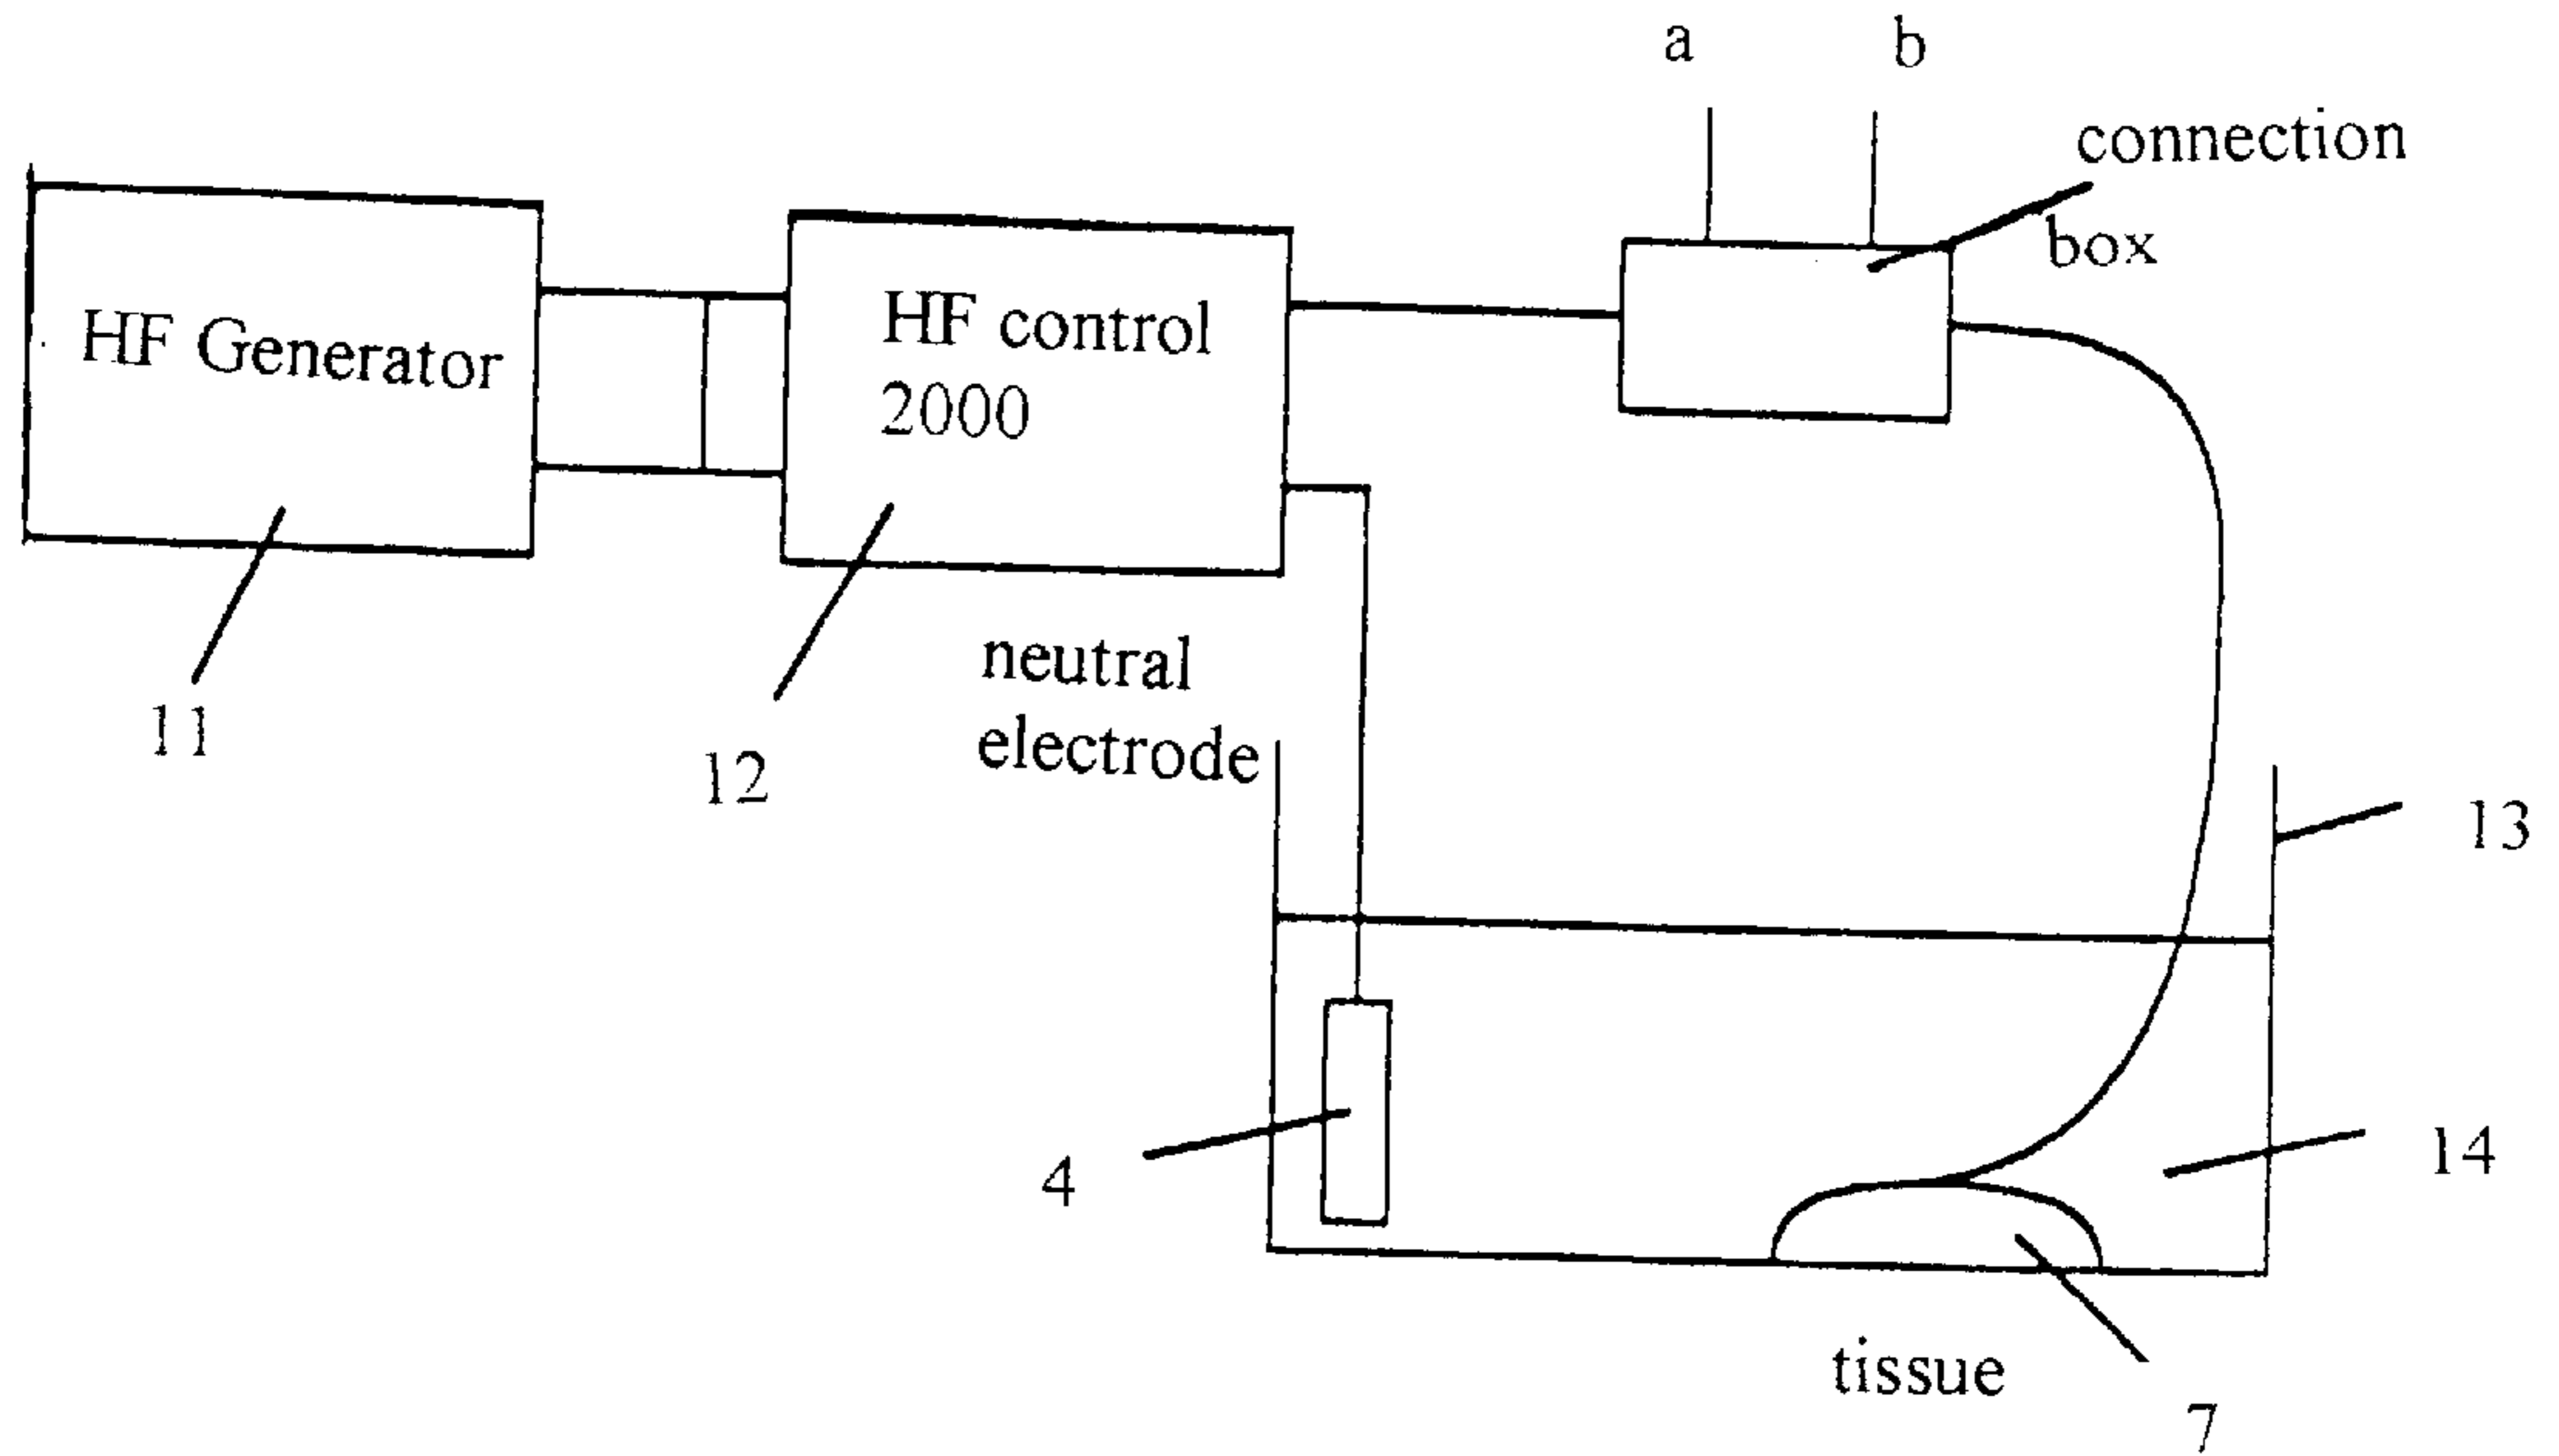 a
b
connection
box
HF Generator
HF control
2000
11
12
neutral
electrode
13
4
14
tissue
7